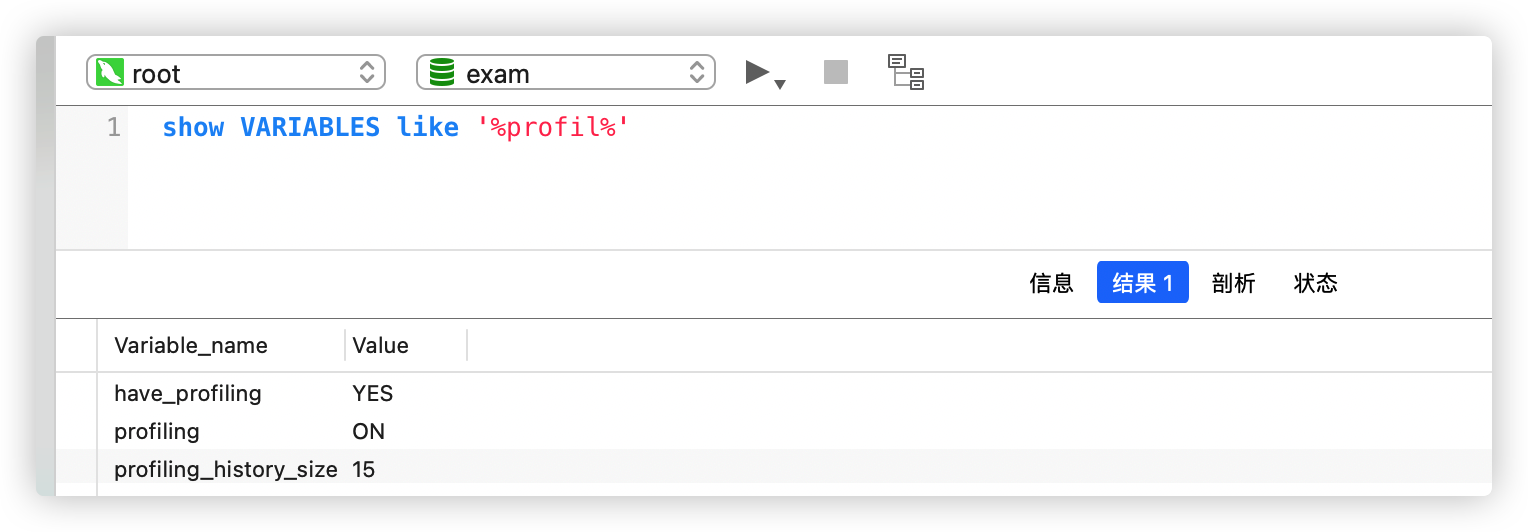 root exam
1 show VARIABLES like '%profil%'
信息 结果 1 剖析 状态
Variable_name Value
have_profiling YES
profiling ON
profiling_history_size 15